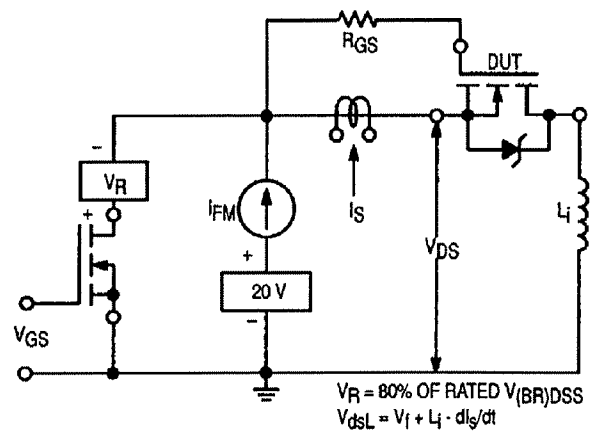 RGS
DUT
−
VR
+
IFM
IS
Li
VDS
+
20 V
−
VGS
VR = 80% OF RATED V(BR)DSS
VdsL = Vf + Li · dIs/dt